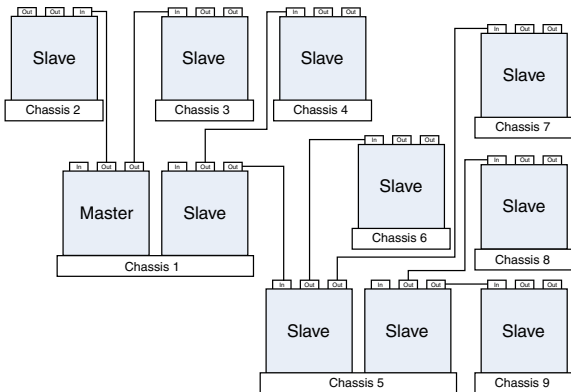 Out Out In
Slave
Chassis 2
In Out Out
Slave
Chassis 3
In Out Out
Slave
Chassis 4
In Out Out
Slave
Chassis 7
In Out Out
Master
In Out Out
Slave
Chassis 1
In Out Out
Slave
Chassis 6
In Out Out
Slave
Chassis 8
In Out Out
Slave
In Out Out
Slave
Chassis 5
In Out Out
Slave
Chassis 9